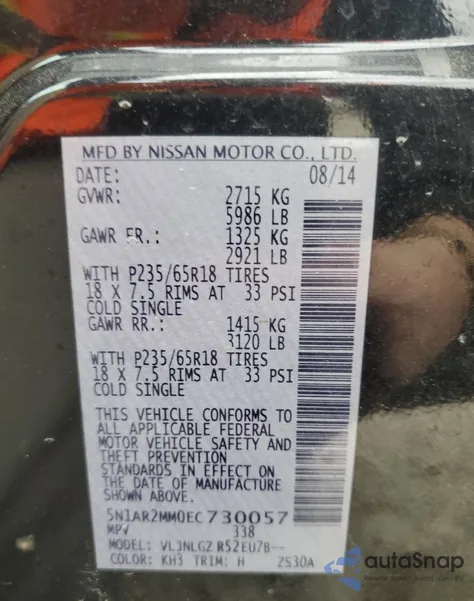 MFD BY NISSAN MOTOR CO., LTD.
DATE: 08/14
GVWR: 2715 KG
5986 LB
GAWR FR.: 1325 KG
2921 LB
WITH P235/65R18 TIRES
18 X 7.5 RIMS AT 33 PSI
COLD SINGLE
GAWR RR.: 1415 KG
3120 LB
WITH P235/65R18 TIRES
18 X 7.5 RIMS AT 33 PSI
COLD SINGLE
THIS VEHICLE CONFORMS TO
ALL APPLICABLE FEDERAL
MOTOR VEHICLE SAFETY AND
THEFT PREVENTION
STANDARDS IN EFFECT ON
THE DATE OF MANUFACTURE
SHOWN ABOVE.
5N1AR2MM0EC730057
MPV 338
MODEL: VLJNLGZ R52EU7B--
COLOR: KH3 TRIM: H ZS30A
autoSnap